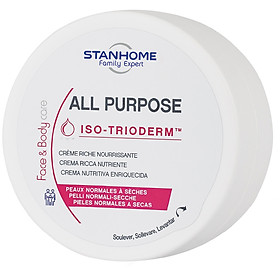 STANHOME
Family Expert
ALL PURPOSE
ISO-TRIODERM™
CRÈME RICHE NOURRISSANTE
CREMA RICCA NUTRIENTE
CREMA NUTRITIVA ENRIQUECIDA
PEAUX NORMALES À SÈCHES
PELLI NORMALI-SECCHE
PIELES NORMALES A SECAS
Face & Body care
Soulever, Sollevare, Levantar